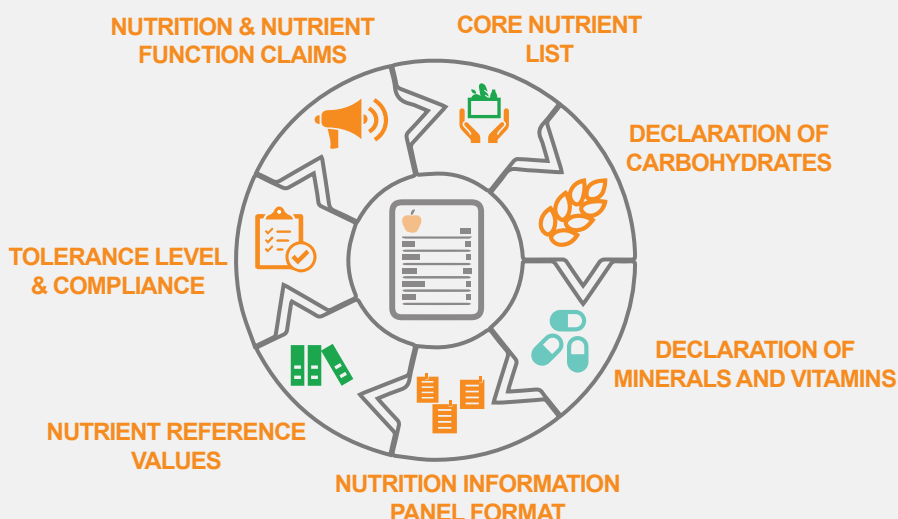 NUTRITION & NUTRIENT
FUNCTION CLAIMS
CORE NUTRIENT
LIST
DECLARATION OF
CARBOHYDRATES
DECLARATION OF
MINERALS AND VITAMINS
NUTRITION INFORMATION
PANEL FORMAT
NUTRIENT REFERENCE
VALUES
TOLERANCE LEVEL
& COMPLIANCE